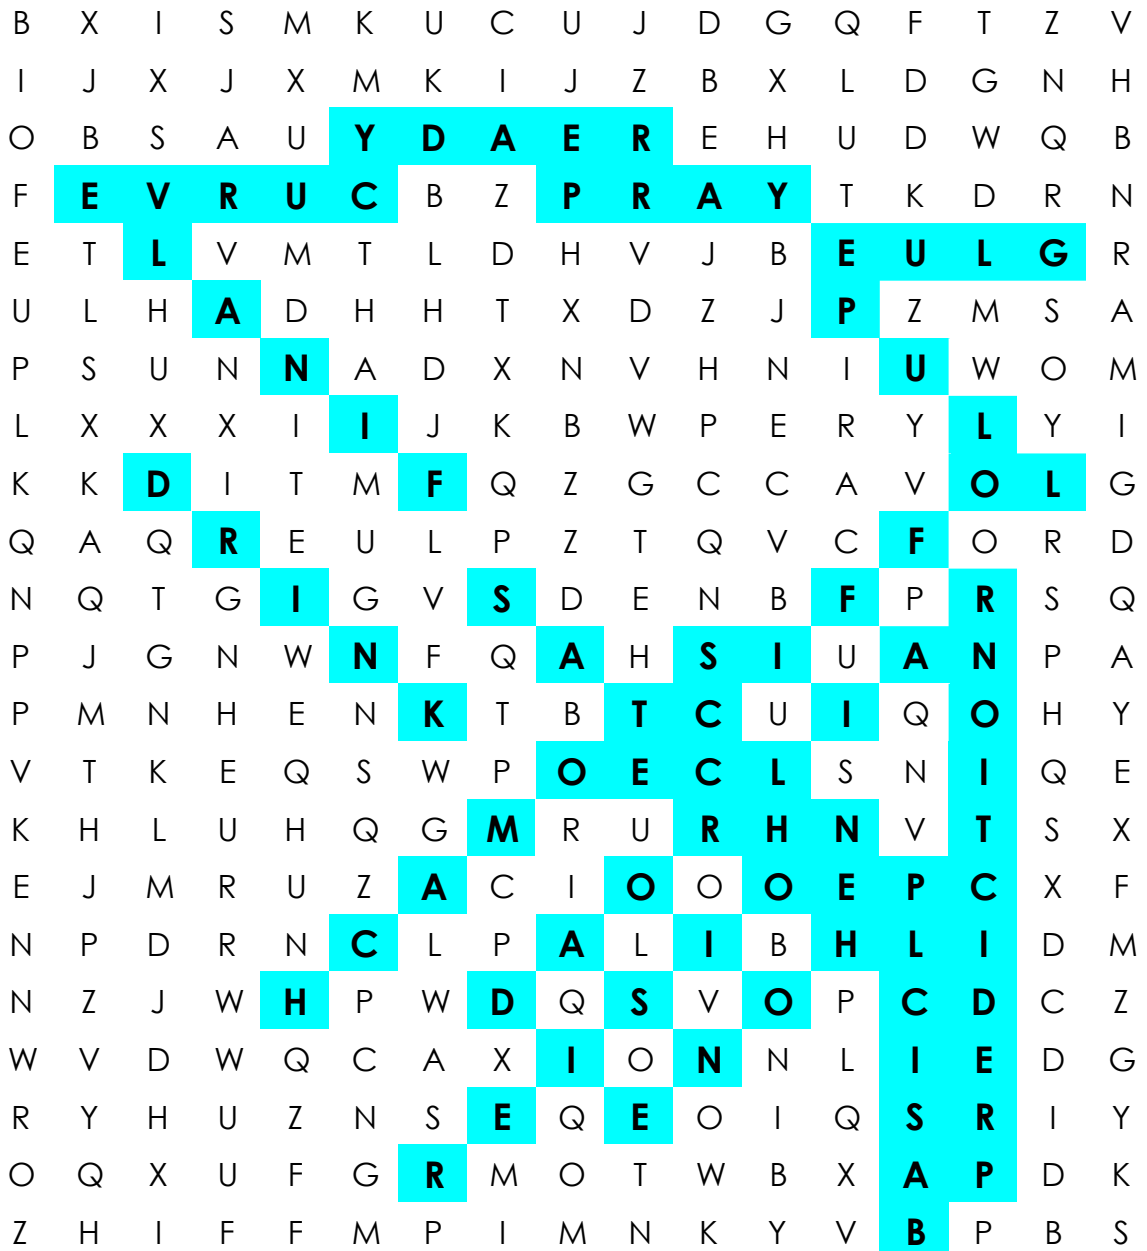 B X I S M K U C U J D G Q F T Z V
I J X J X M K I J Z B X L D G N H
O B S A U Y D A E R E H U D W Q B
F E V R U C B Z P R A Y T K D R N
E T L V M T L D H V J B E U L G R
U L H A D H H T X D Z J P Z M S A
P S U N N A D X N V H N I U W O M
L X X X I I J K B W P E R Y L Y I
K K D I T M F Q Z G C C A V O L G
Q A Q R E U L P Z T Q V C F O R D
N Q T G I G V S D E N B F P R S Q
P J G N W N F Q A H S I U A N P A
P M N H E N K T B T C U I Q O H Y
V T K E Q S W P O E C L S N I Q E
K H L U H Q G M R U R H N V T S X
E J M R U Z A C I O O O E P C X F
N P D R N C L P A L I B H L I D M
N Z J W H P W D Q S V O P C D C Z
W V D W Q C A X I O N N L I E D G
R Y H U Z N S E Q E O I Q S R I Y
O Q X U F G R M O T W B X A P D K
Z H I F F M P I M N K Y V B P B S